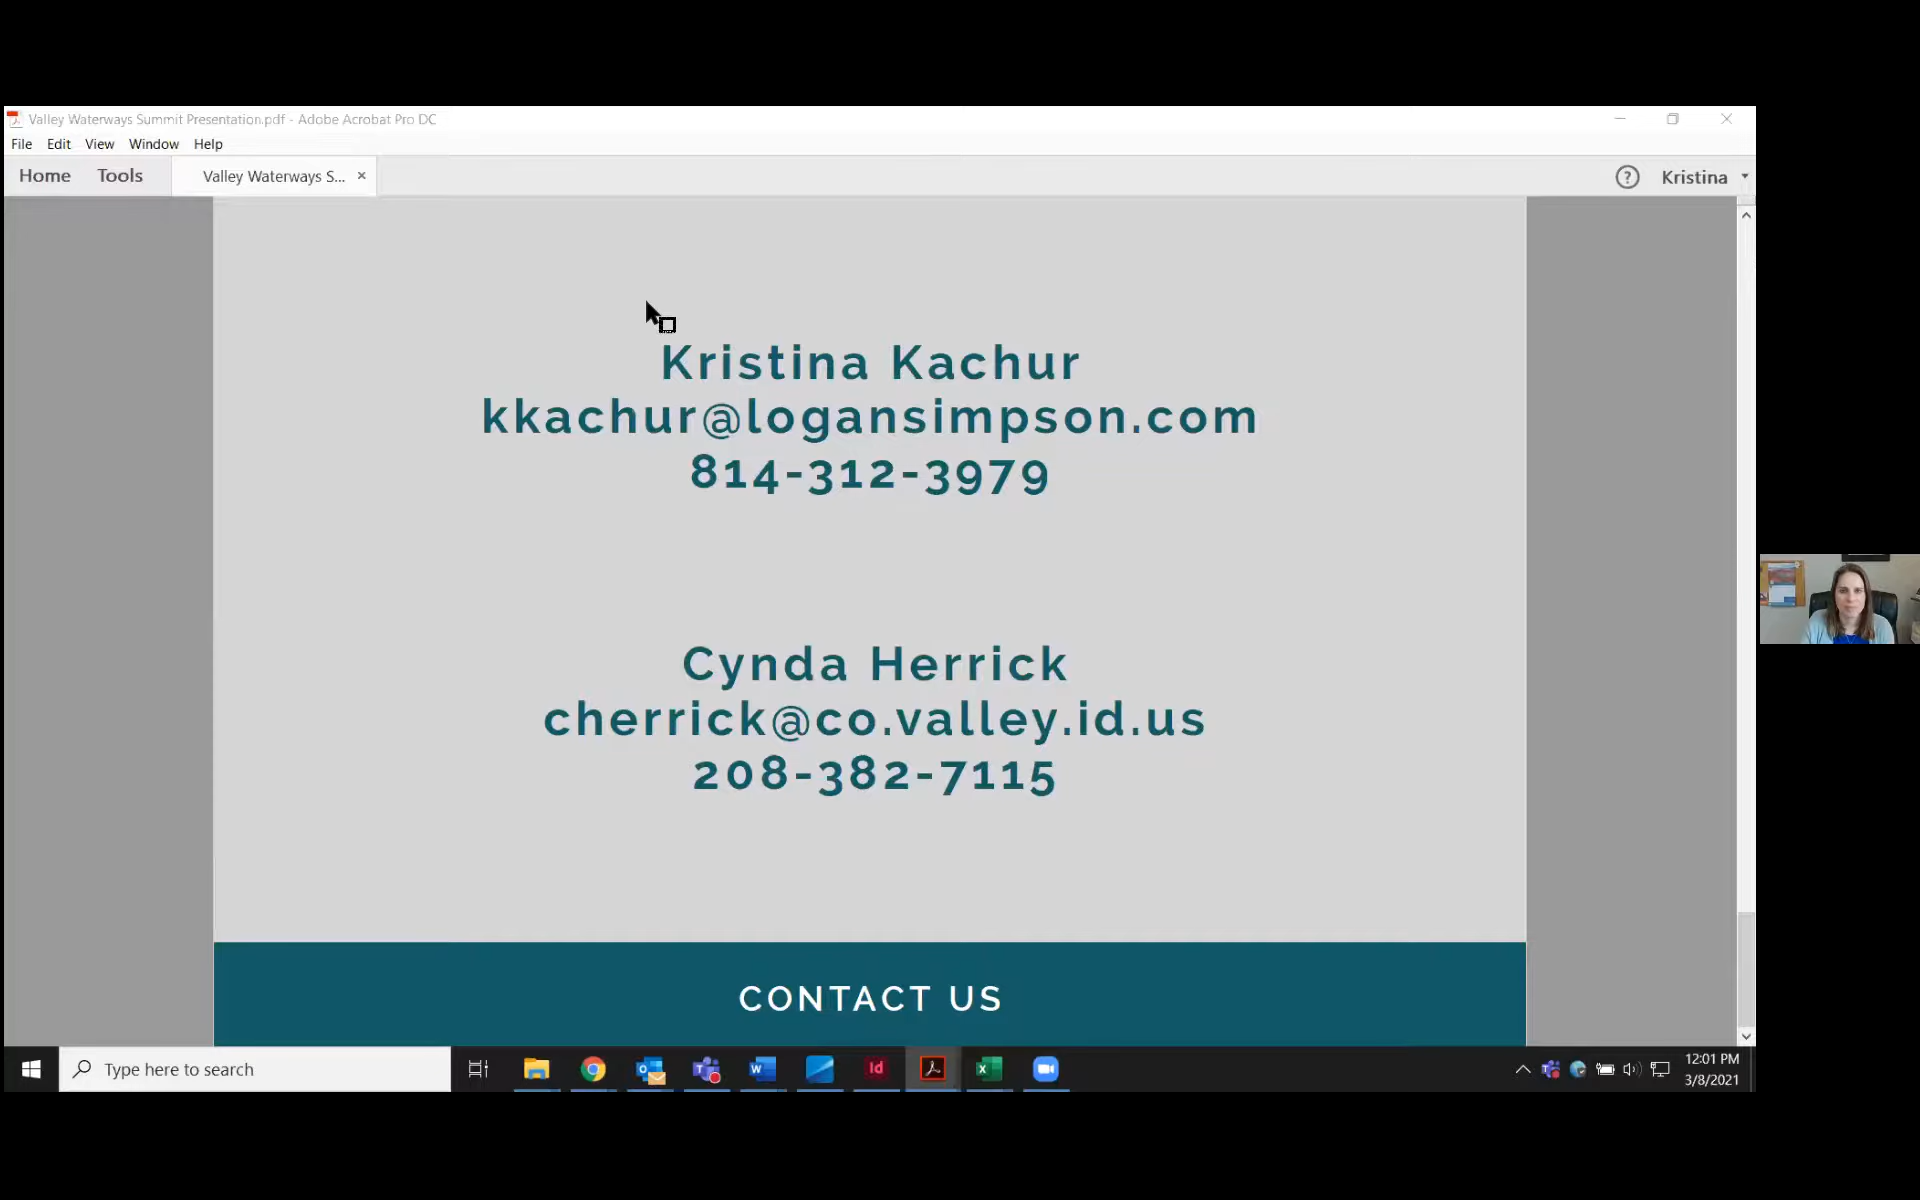 Valley Waterways Summit Presentation.pdf - Adobe Acrobat Pro DC
File Edit View Window Help
Home Tools Valley Waterways S... × ? Kristina
Kristina Kachur
kkachur@logansimpson.com
814-312-3979
Cynda Herrick
cherrick@co.valley.id.us
208-382-7115
CONTACT US
Type here to search
12:01 PM
3/8/2021